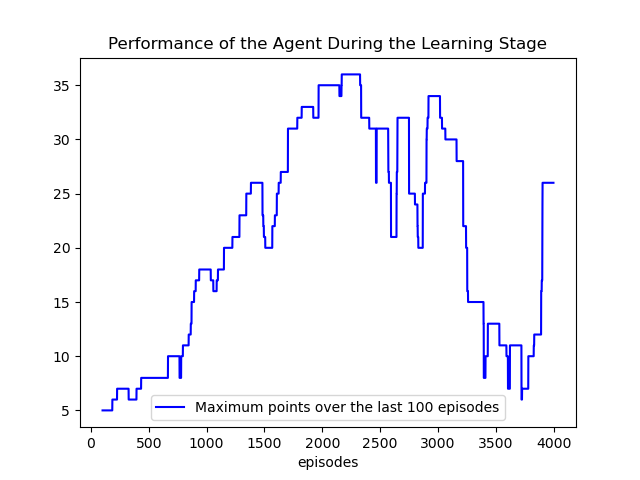 Performance of the Agent During the Learning Stage
35
30
25
20
15
10
5
Maximum points over the last 100 episodes
0 500 1000 1500 2000 2500 3000 3500 4000
episodes